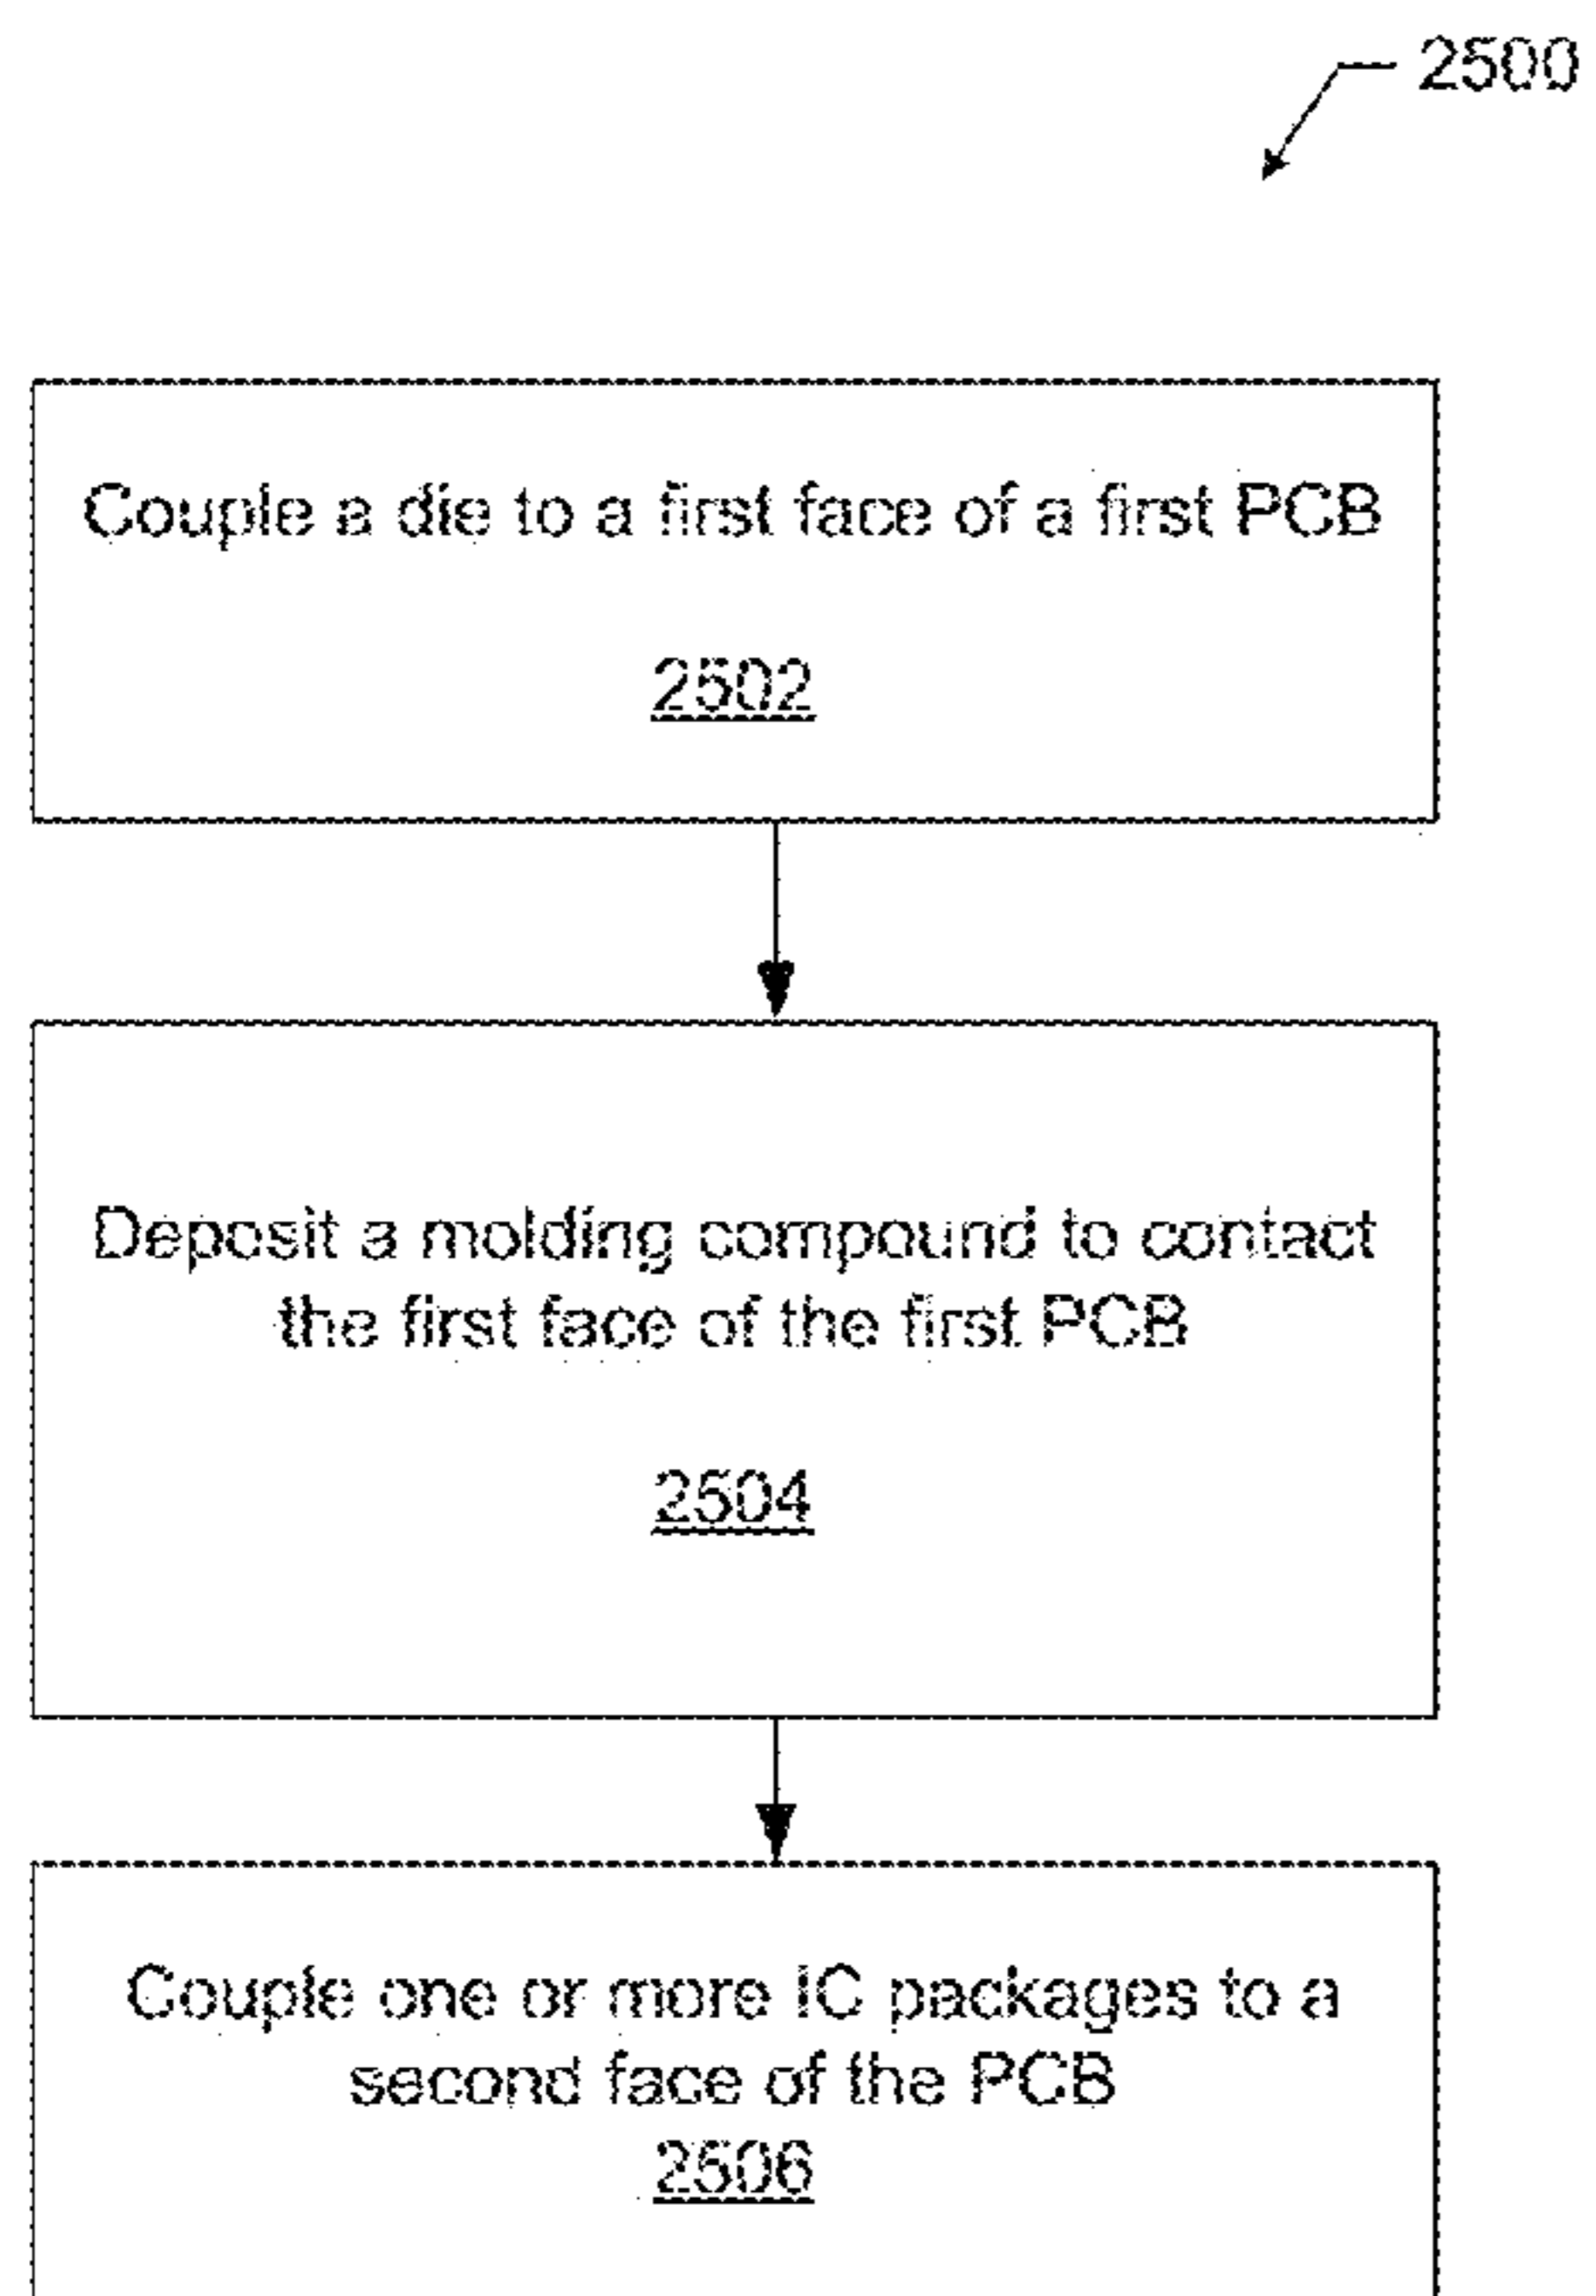 2500
Couple a die to a first face of a first PCB
2502
Deposit a molding compound to contact
the first face of the first PCB
2504
Couple one or more IC packages to a
second face of the PCB
2506